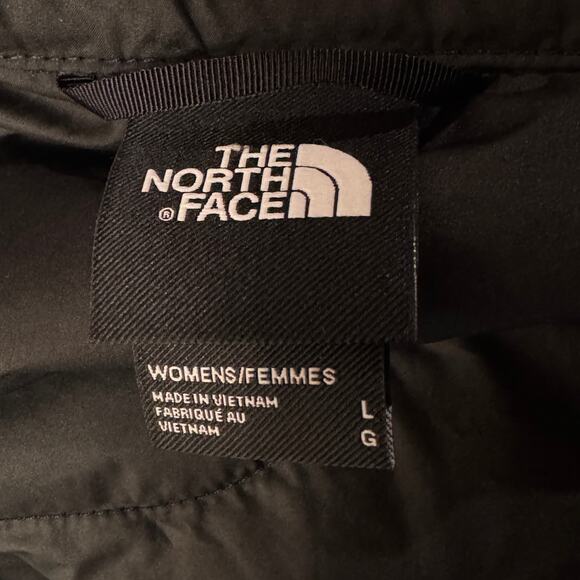 THE
NORTH
® FACE
WOMENS/FEMMES
MADE IN VIETNAM
FABRIQUÉ AU
VIETNAM
L
G